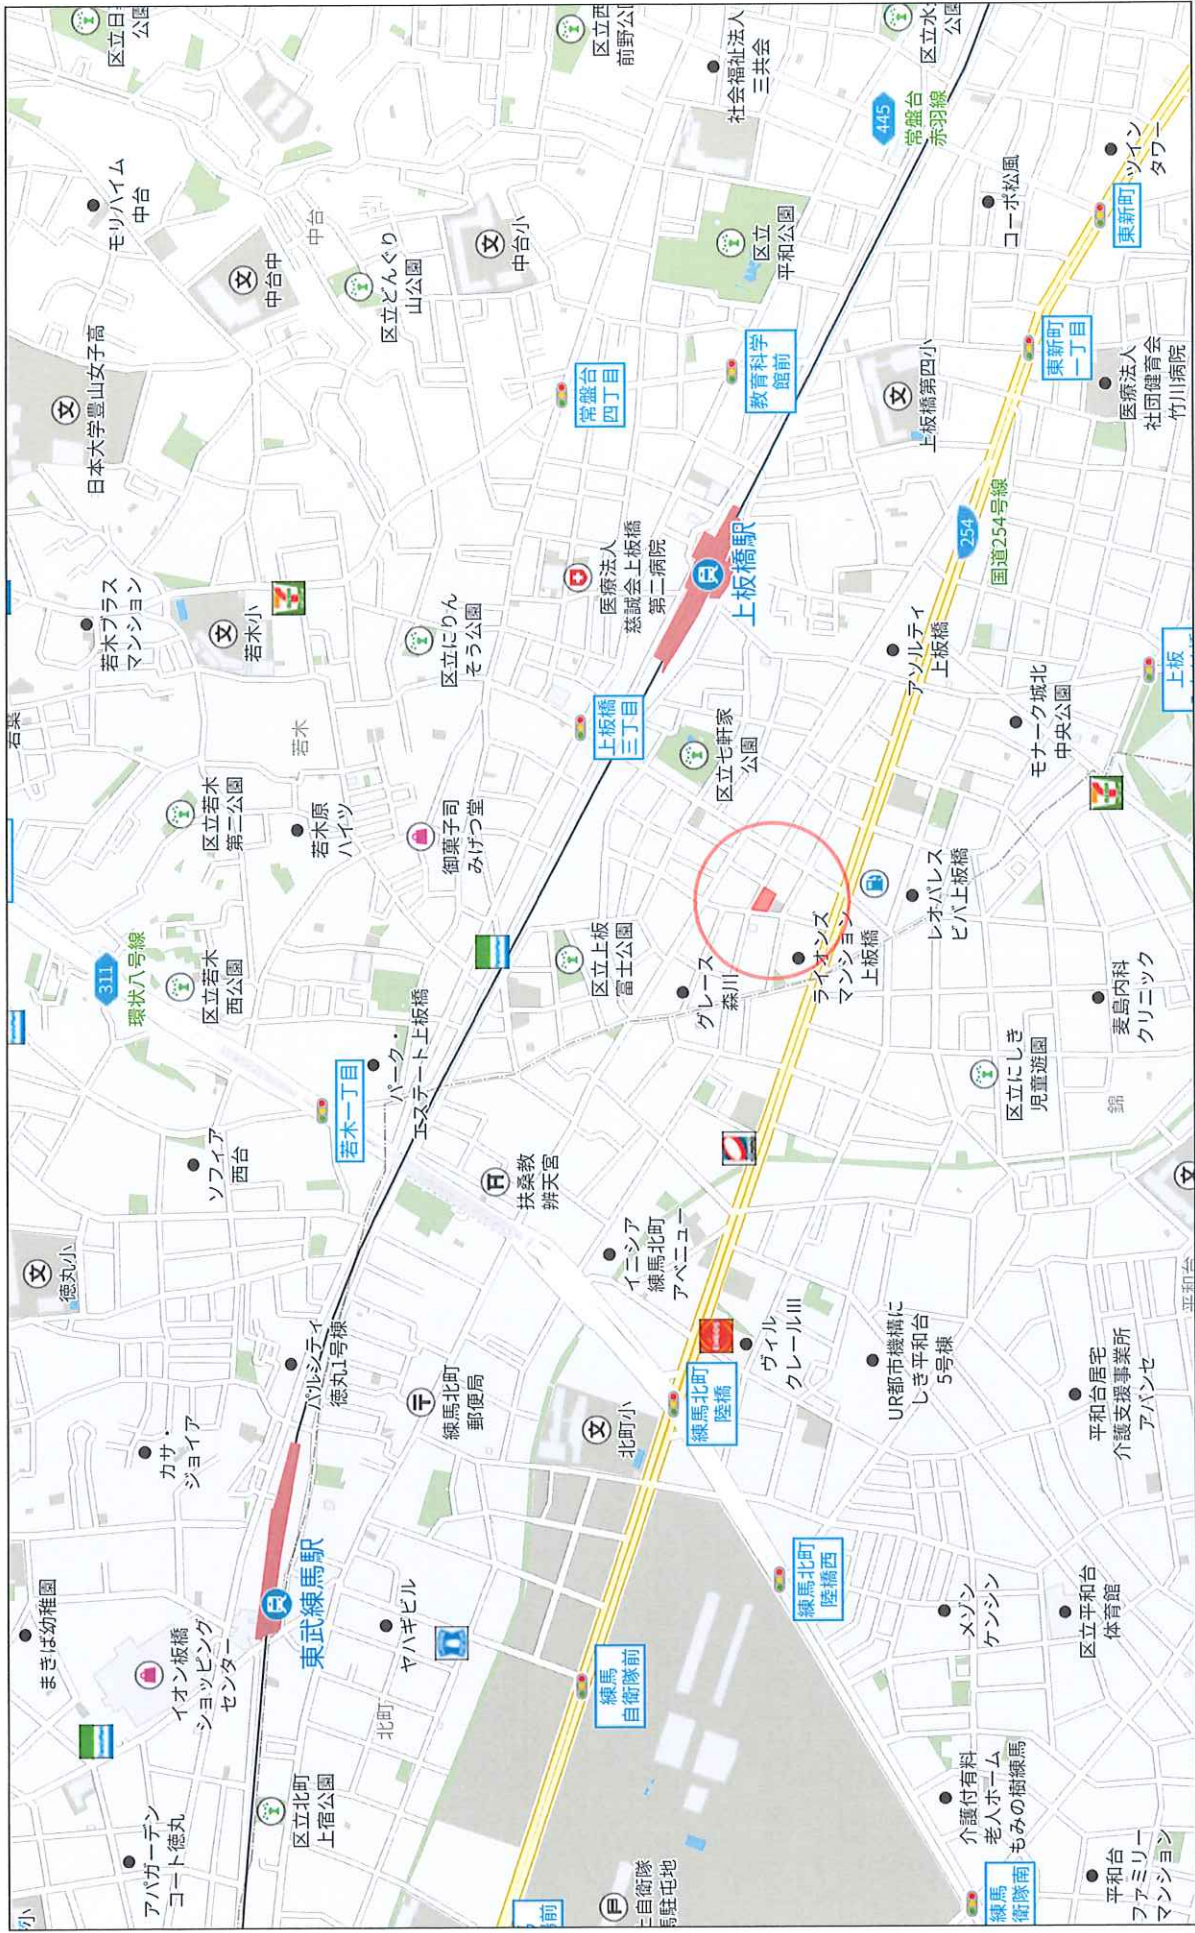 区立北町
上宿公園
アパガーデン
コート徳丸
イオン板橋
ショッピング
センター
まきば幼稚園
東武練馬駅
ヤハギビル
北町
カサ・
ジョイア
パルシティ
徳丸1号棟
徳丸小
ソフィア
西台
若木一丁目
パーク・
エステート上板橋
311
環状八号線
区立若木
西公園
区立若木
第二公園
若木原
ハイツ
若木
御菓子司
みげつ堂
若木プラス
マンション
若木小
区立にりん
そう公園
日本大学豊山女子高
モリハイム
中台
中台中
中台
区立どんぐり
山公園
中台小
常盤台
四丁目
医療法人
慈誠会上板橋
第二病院
上板橋駅
上板橋
三丁目
区立七軒家
公園
区立上板
富士公園
グレース
森川
ライオンズ
マンション
上板橋
扶桑教
辨天宮
イニシア
練馬北町
アベニュー
練馬北町
郵便局
北町小
練馬北町
陸橋
ヴィル
クレールIII
練馬
自衛隊前
練馬北町
陸橋西
UR都市機構に
しき平和台
5号棟
平和台居宅
介護支援事業所
アバンセ
メゾン
ケンシン
区立平和台
体育館
介護付有料
老人ホーム
もみの樹練馬
平和台
ファミリー
マンション
練馬
衛隊南
区立にしき
児童遊園
錦
麦島内科
クリニック
レオパレス
ビバ上板橋
モナーク城北
中央公園
アソルティ
上板橋
上板
254
国道254号線
上板橋第四小
教育科学
館前
区立
平和公園
社会福祉法人
三共会
445
常盤台
赤羽線
コーポ松風
東新町
東新町
一丁目
ツイン
タワー
医療法人
社団健育会
竹川病院
前野公
平和台